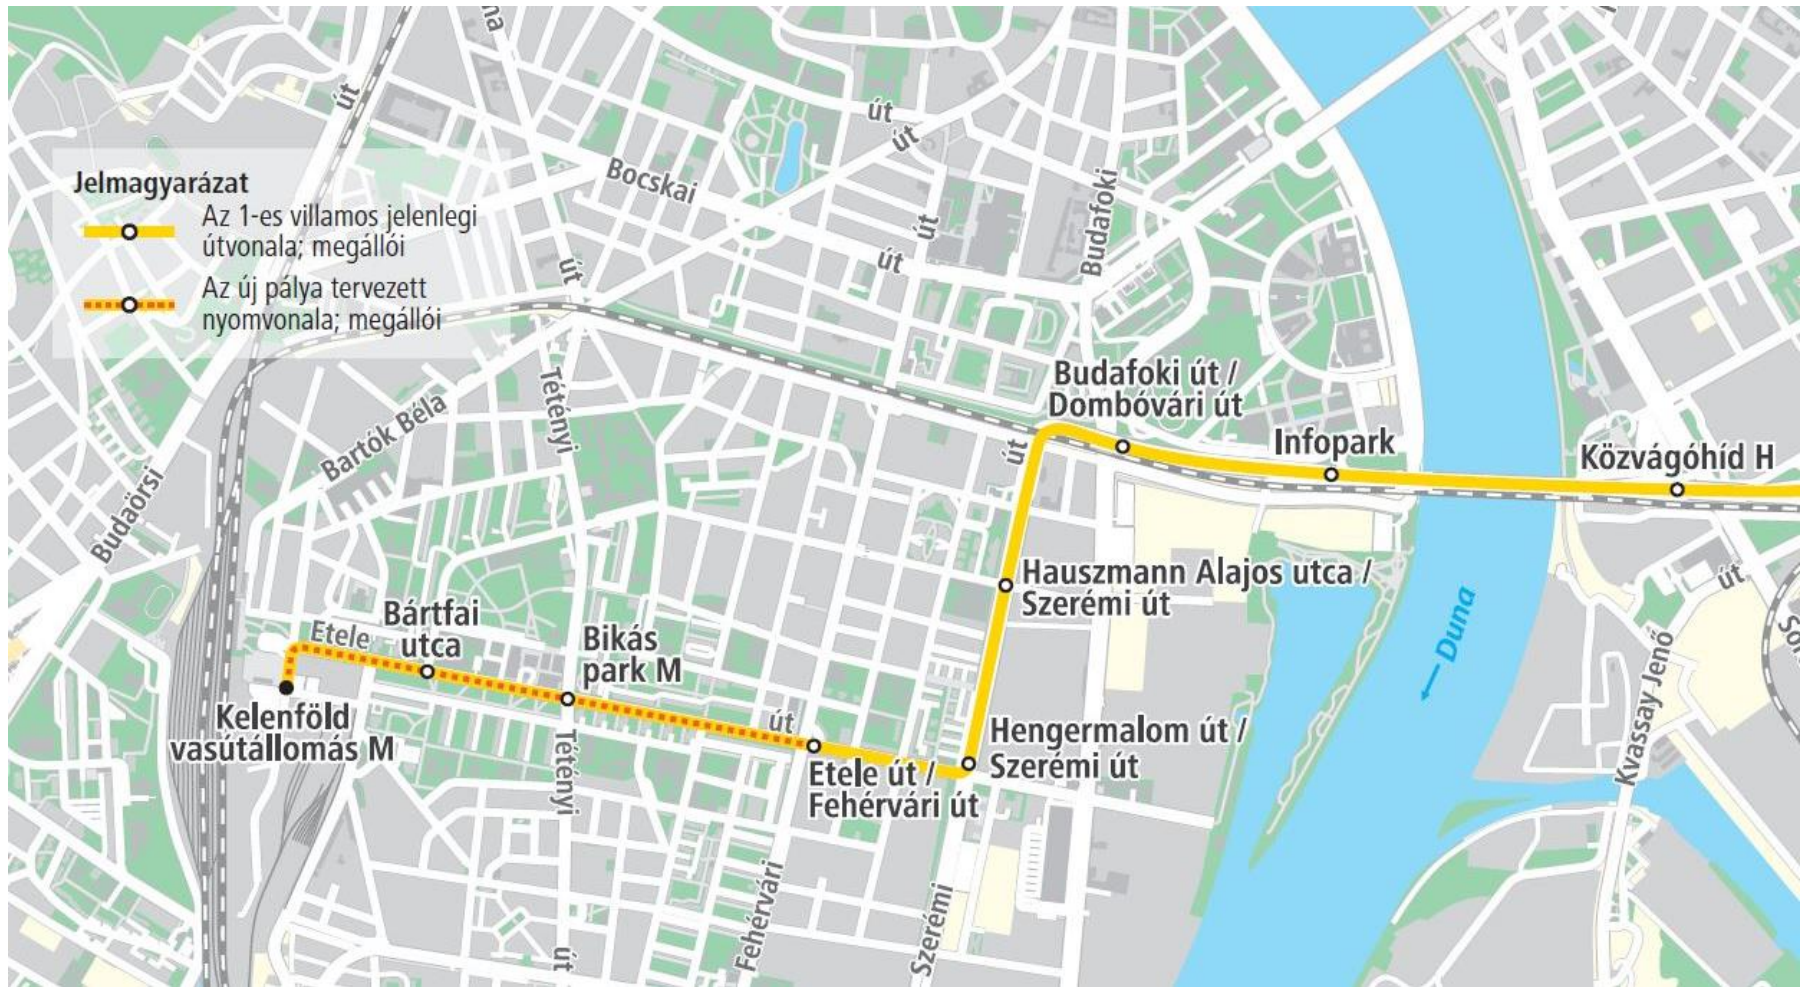 út
út
út
Bocskai
Jelmagyarázat
Az 1-es villamos jelenlegi
útvonala; megállói
Az új pálya tervezett
nyomvonala; megállói
út
Budafoki
út
út
Budafoki út /
Dombóvári út
Tétényi
Bartók Béla
Infopark
út
Közvágóhíd H
Budaörsi
Hauszmann Alajos utca /
Szerémi út
út
Duna
Bártfai
utca
Etele
Bikás
park M
Kvassay Jenő
Kelenföld
vasútállomás M
út
Hengermalom út /
Szerémi út
Tétényi
Etele út /
Fehérvári út
Fehérvári
Szerémi
út